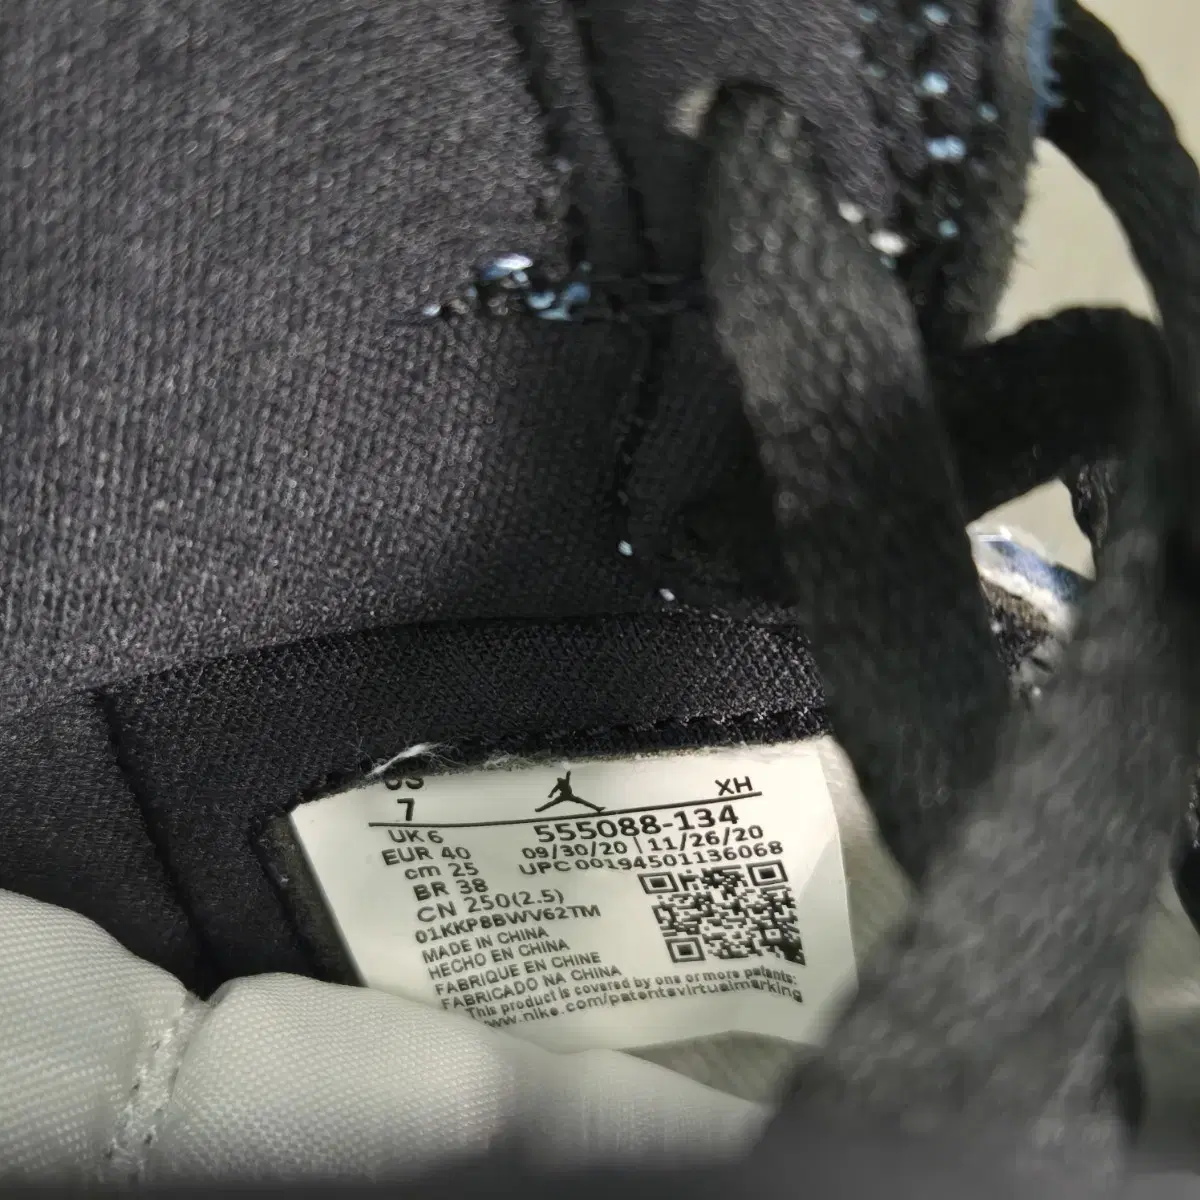 US
7
XH
UK 6
EUR 40
cm 25
BR 38
CN 250(2.5)
555088-134
09/30/20 | 11/26/20
UPC 00194501136068
01KKP8BWV62TM
MADE IN CHINA
HECHO EN CHINA
FABRIQUE EN CHINE
FABRICADO NA CHINA
This product is covered by one or more patents:
www.nike.com/patentsvirtualmarking